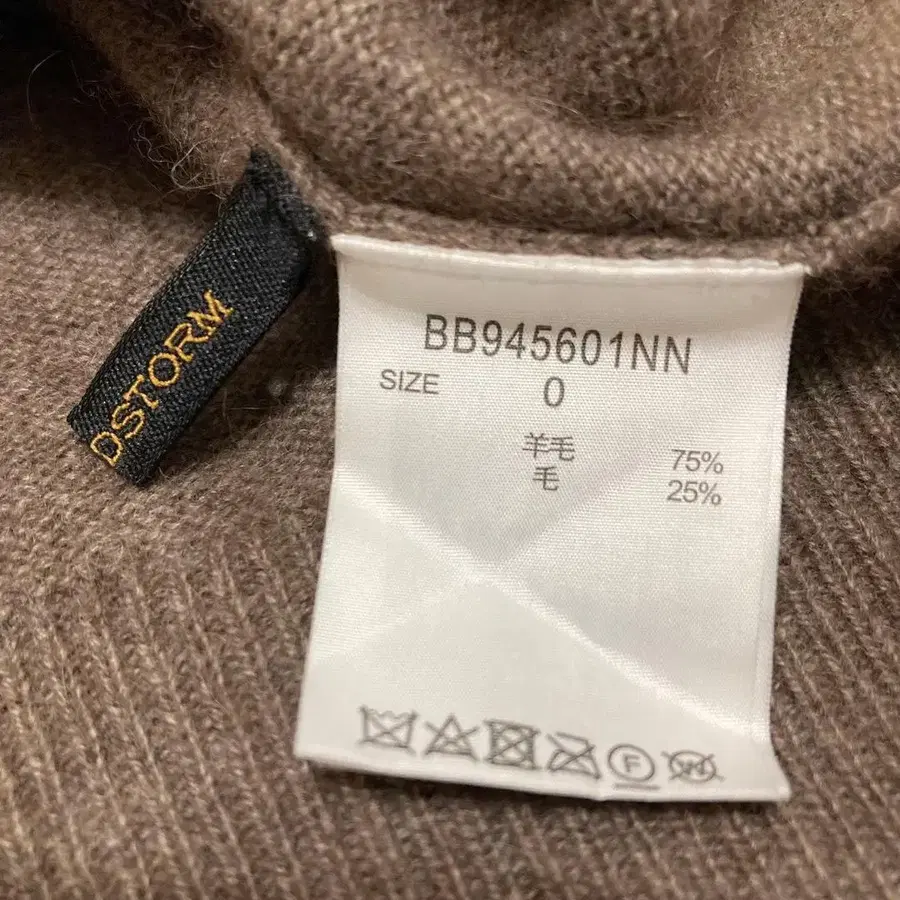 DSTORM
BB945601NN
SIZE 0
羊毛 75%
毛 25%
F
W